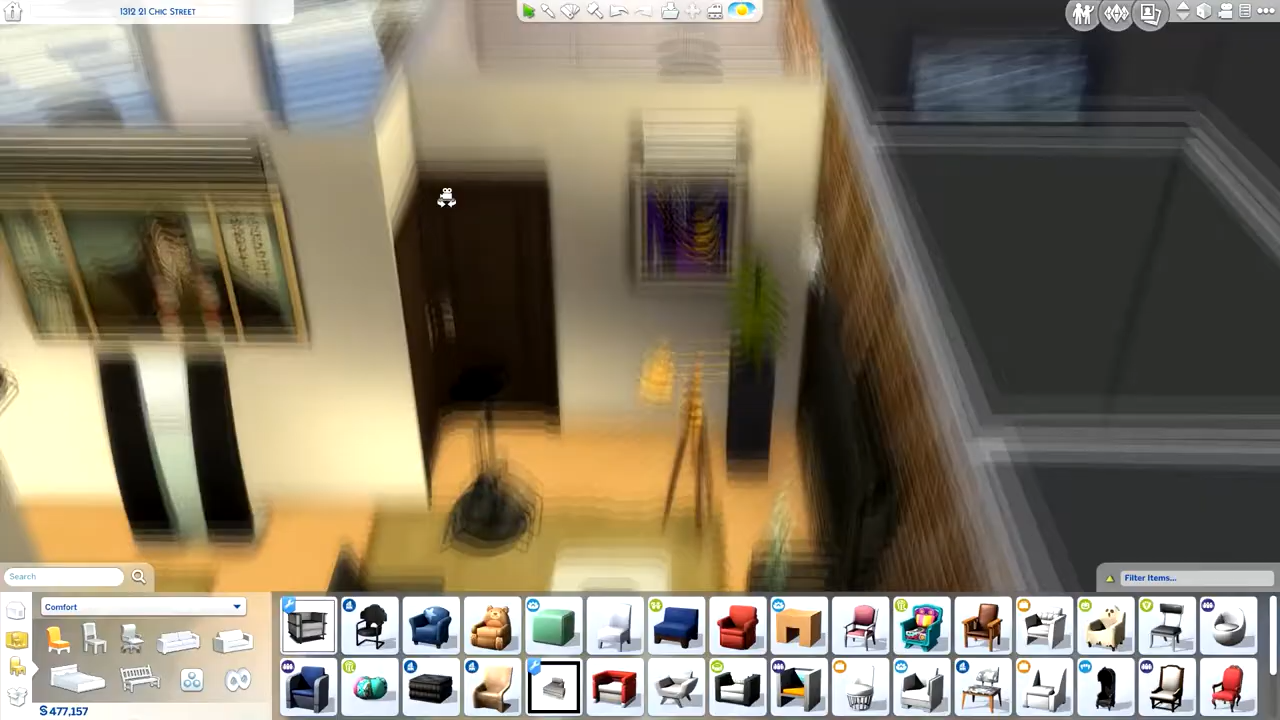 1312 21 Chic Street
Search
Filter Items...
Comfort
§477,157